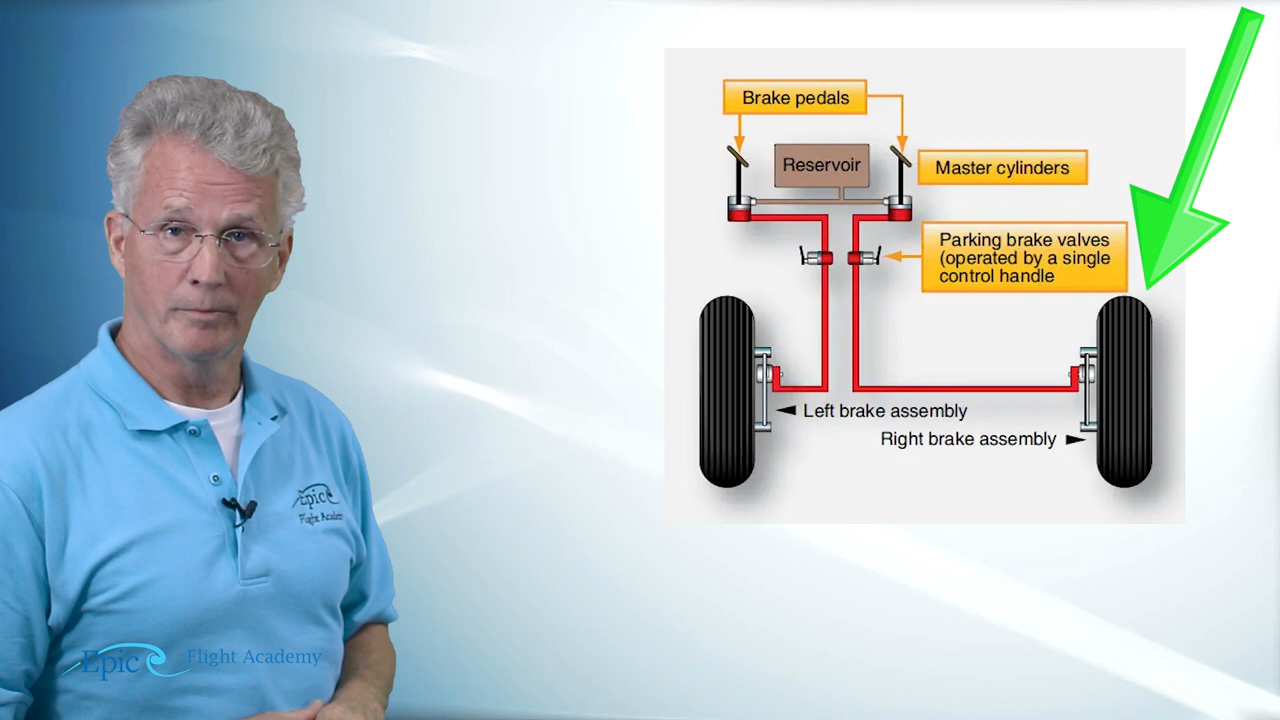 Brake pedals
Reservoir
Master cylinders
Parking brake valves
(operated by a single
control handle
Left brake assembly
Right brake assembly
Epic
Flight Academy
Epic Flight Academy